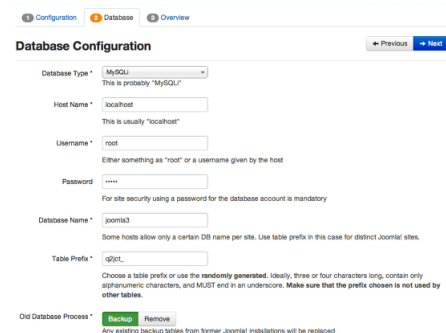 1 Configuration 2 Database 3 Overview
Database Configuration
← Previous → Next
Database Type * MySQLi
This is probably "MySQLi"
Host Name * localhost
This is usually "localhost"
Username * root
Either something as "root" or a username given by the host
Password •••••
For site security using a password for the database account is mandatory
Database Name * joomla3
Some hosts allow only a certain DB name per site. Use table prefix in this case for distinct Joomla! sites.
Table Prefix * q2jct_
Choose a table prefix or use the randomly generated. Ideally, three or four characters long, contain only
alphanumeric characters, and MUST end in an underscore. Make sure that the prefix chosen is not used by
other tables.
Old Database Process * Backup Remove
Any existing backup tables from former Joomla! installations will be replaced